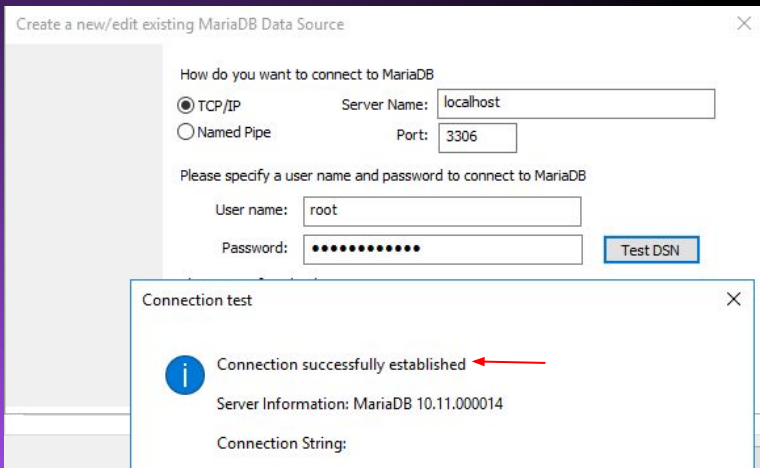 Create a new/edit existing MariaDB Data Source
How do you want to connect to MariaDB
TCP/IP Server Name: localhost
Named Pipe Port: 3306
Please specify a user name and password to connect to MariaDB
User name: root
Password: ●●●●●●●●●●●● Test DSN
Connection test
Connection successfully established
Server Information: MariaDB 10.11.000014
Connection String: